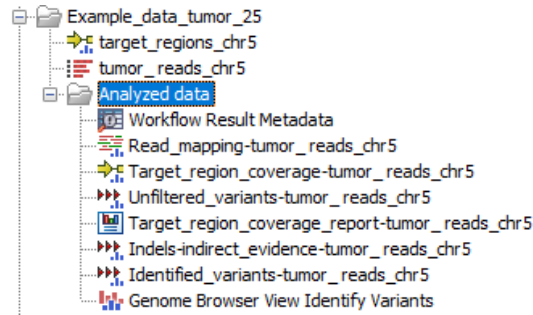 Example_data_tumor_25
target_regions_chr5
tumor_ reads_chr5
Analyzed data
Workflow Result Metadata
Read_mapping-tumor_ reads_chr5
Target_region_coverage-tumor_ reads_chr5
Unfiltered_variants-tumor_ reads_chr5
Target_region_coverage_report-tumor_ reads_chr5
Indels-indirect_evidence-tumor_ reads_chr5
Identified_variants-tumor_ reads_chr5
Genome Browser View Identify Variants